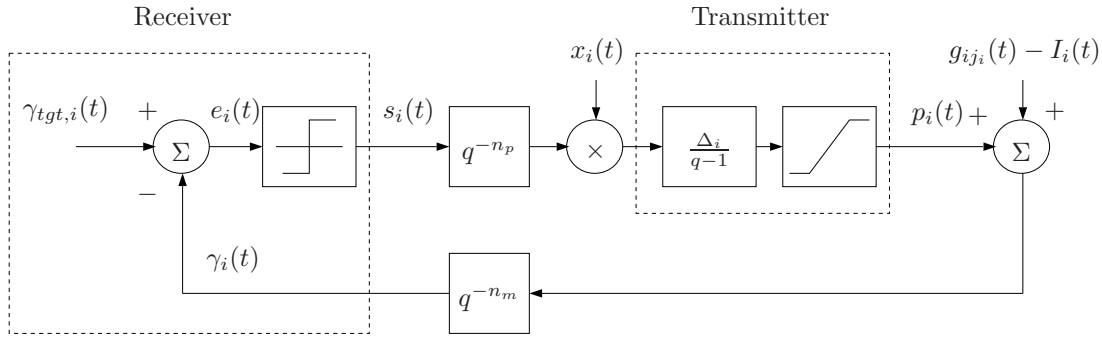 Receiver
Transmitter
x_i(t)
g_{ij_i}(t) − I_i(t)
γ_{tgt,i}(t)
+
e_i(t)
s_i(t)
p_i(t)
+
+
Σ
q^{−n_p}
×
Δ_i/(q−1)
Σ
−
γ_i(t)
q^{−n_m}